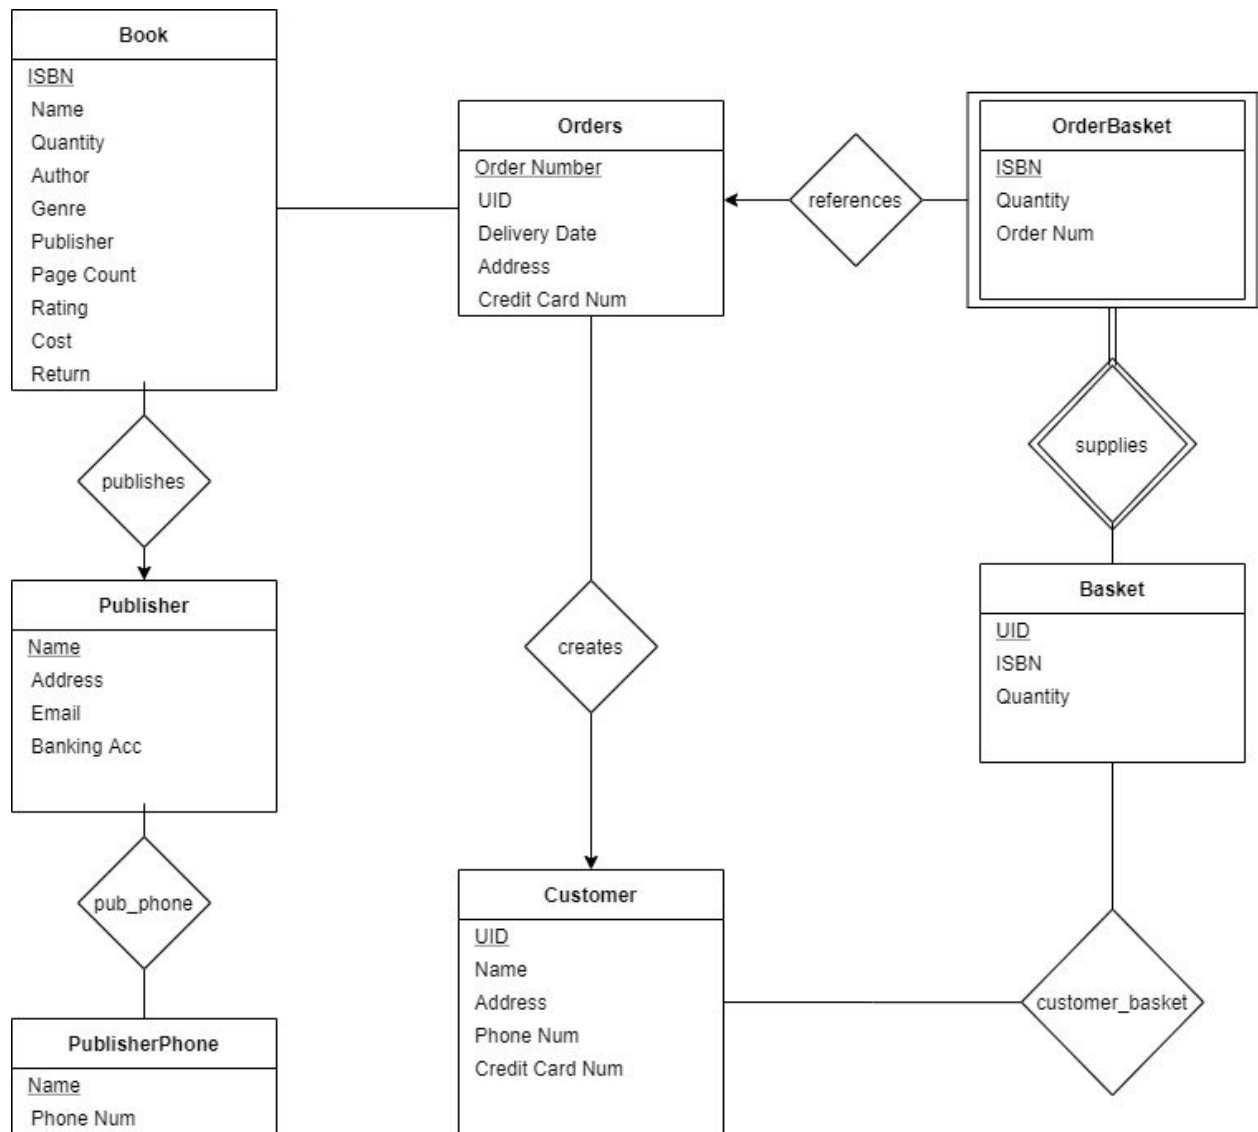 Book
ISBN
Name
Quantity
Author
Genre
Publisher
Page Count
Rating
Cost
Return
Orders
Order Number
UID
Delivery Date
Address
Credit Card Num
references
OrderBasket
ISBN
Quantity
Order Num
publishes
supplies
Publisher
Name
Address
Email
Banking Acc
creates
Basket
UID
ISBN
Quantity
pub_phone
Customer
UID
Name
Address
Phone Num
Credit Card Num
customer_basket
PublisherPhone
Name
Phone Num